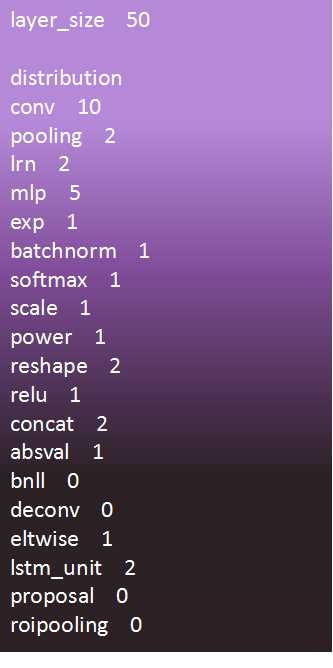 layer_size 50
distribution
conv 10
pooling 2
lrn 2
mlp 5
exp 1
batchnorm 1
softmax 1
scale 1
power 1
reshape 2
relu 1
concat 2
absval 1
bnll 0
deconv 0
eltwise 1
lstm_unit 2
proposal 0
roipooling 0